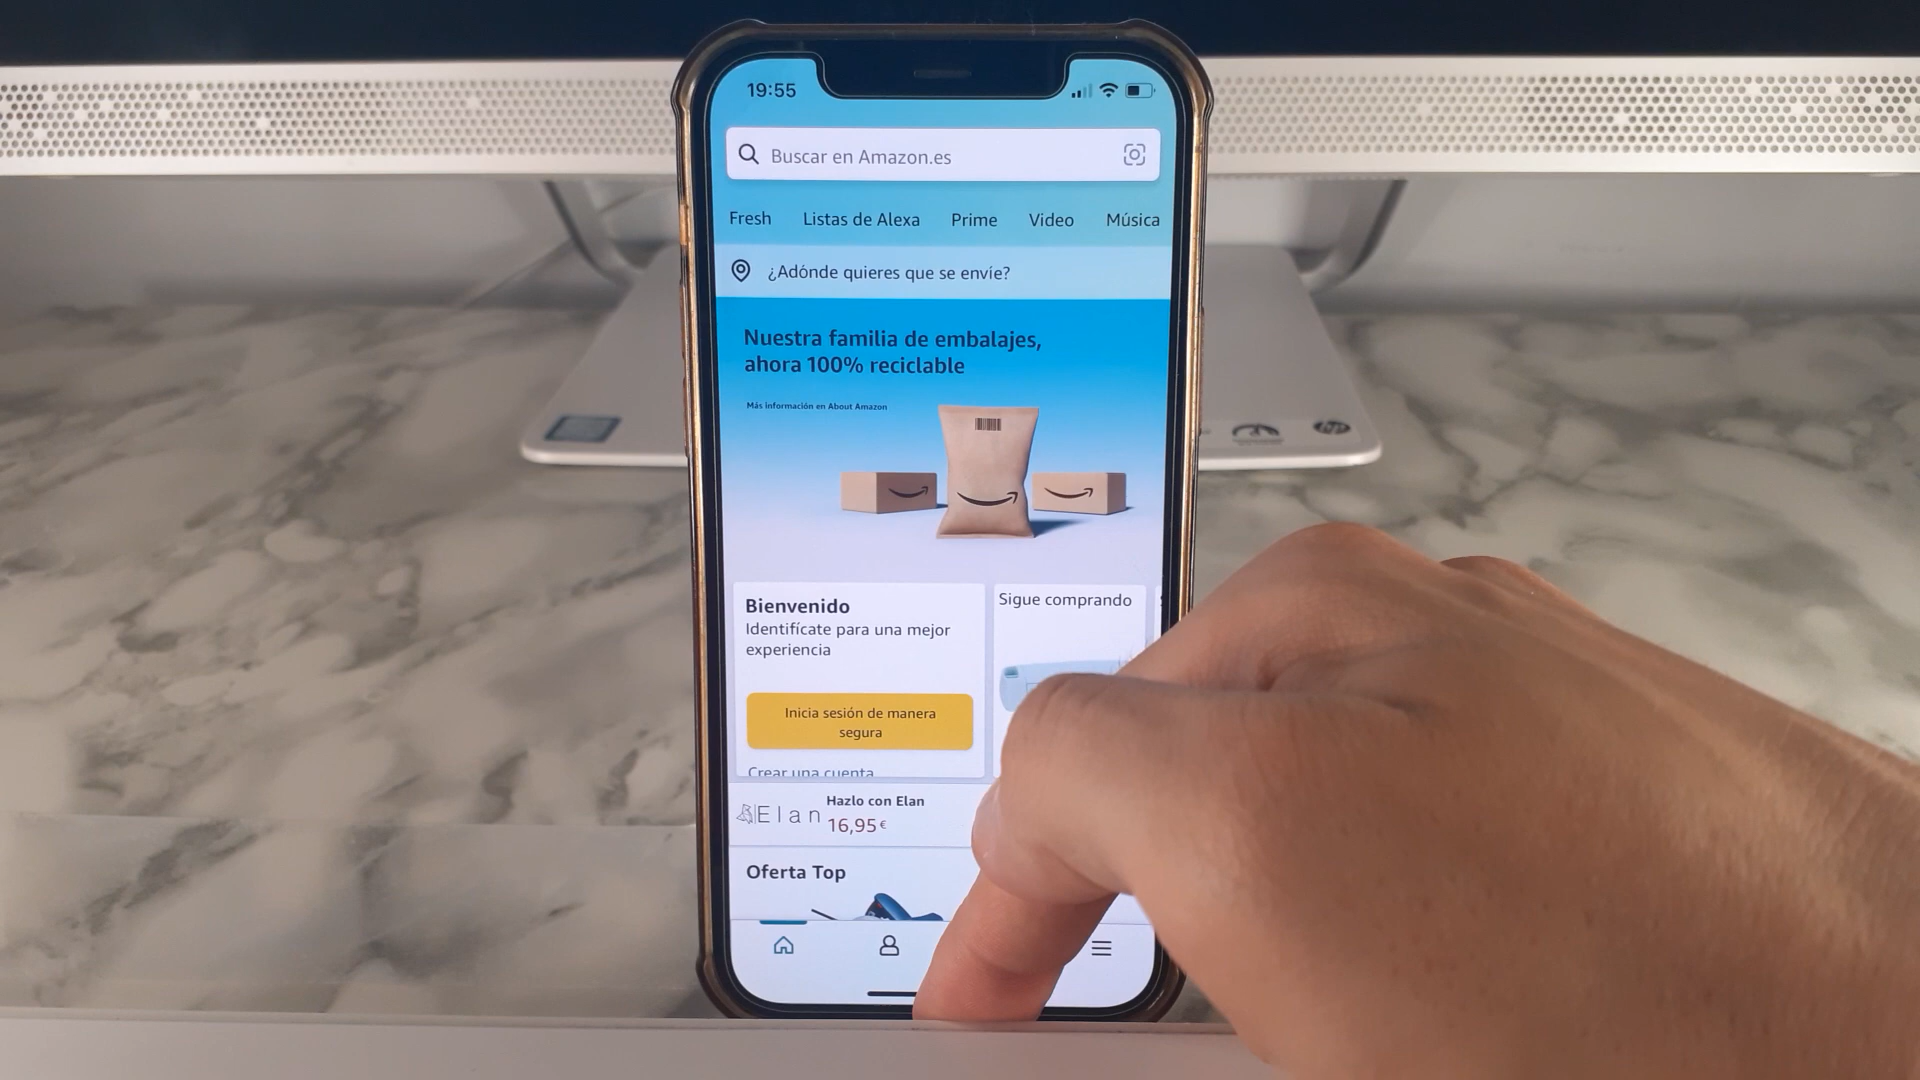 19:55
Buscar en Amazon.es
Fresh Listas de Alexa Prime Video Música
¿Adónde quieres que se envíe?
Nuestra familia de embalajes,
ahora 100% reciclable
Más información en About Amazon
Bienvenido
Identifícate para una mejor
experiencia
Inicia sesión de manera
segura
Crear una cuenta
Sigue comprando
Elan
Hazlo con Elan
16,95€
Oferta Top
hp